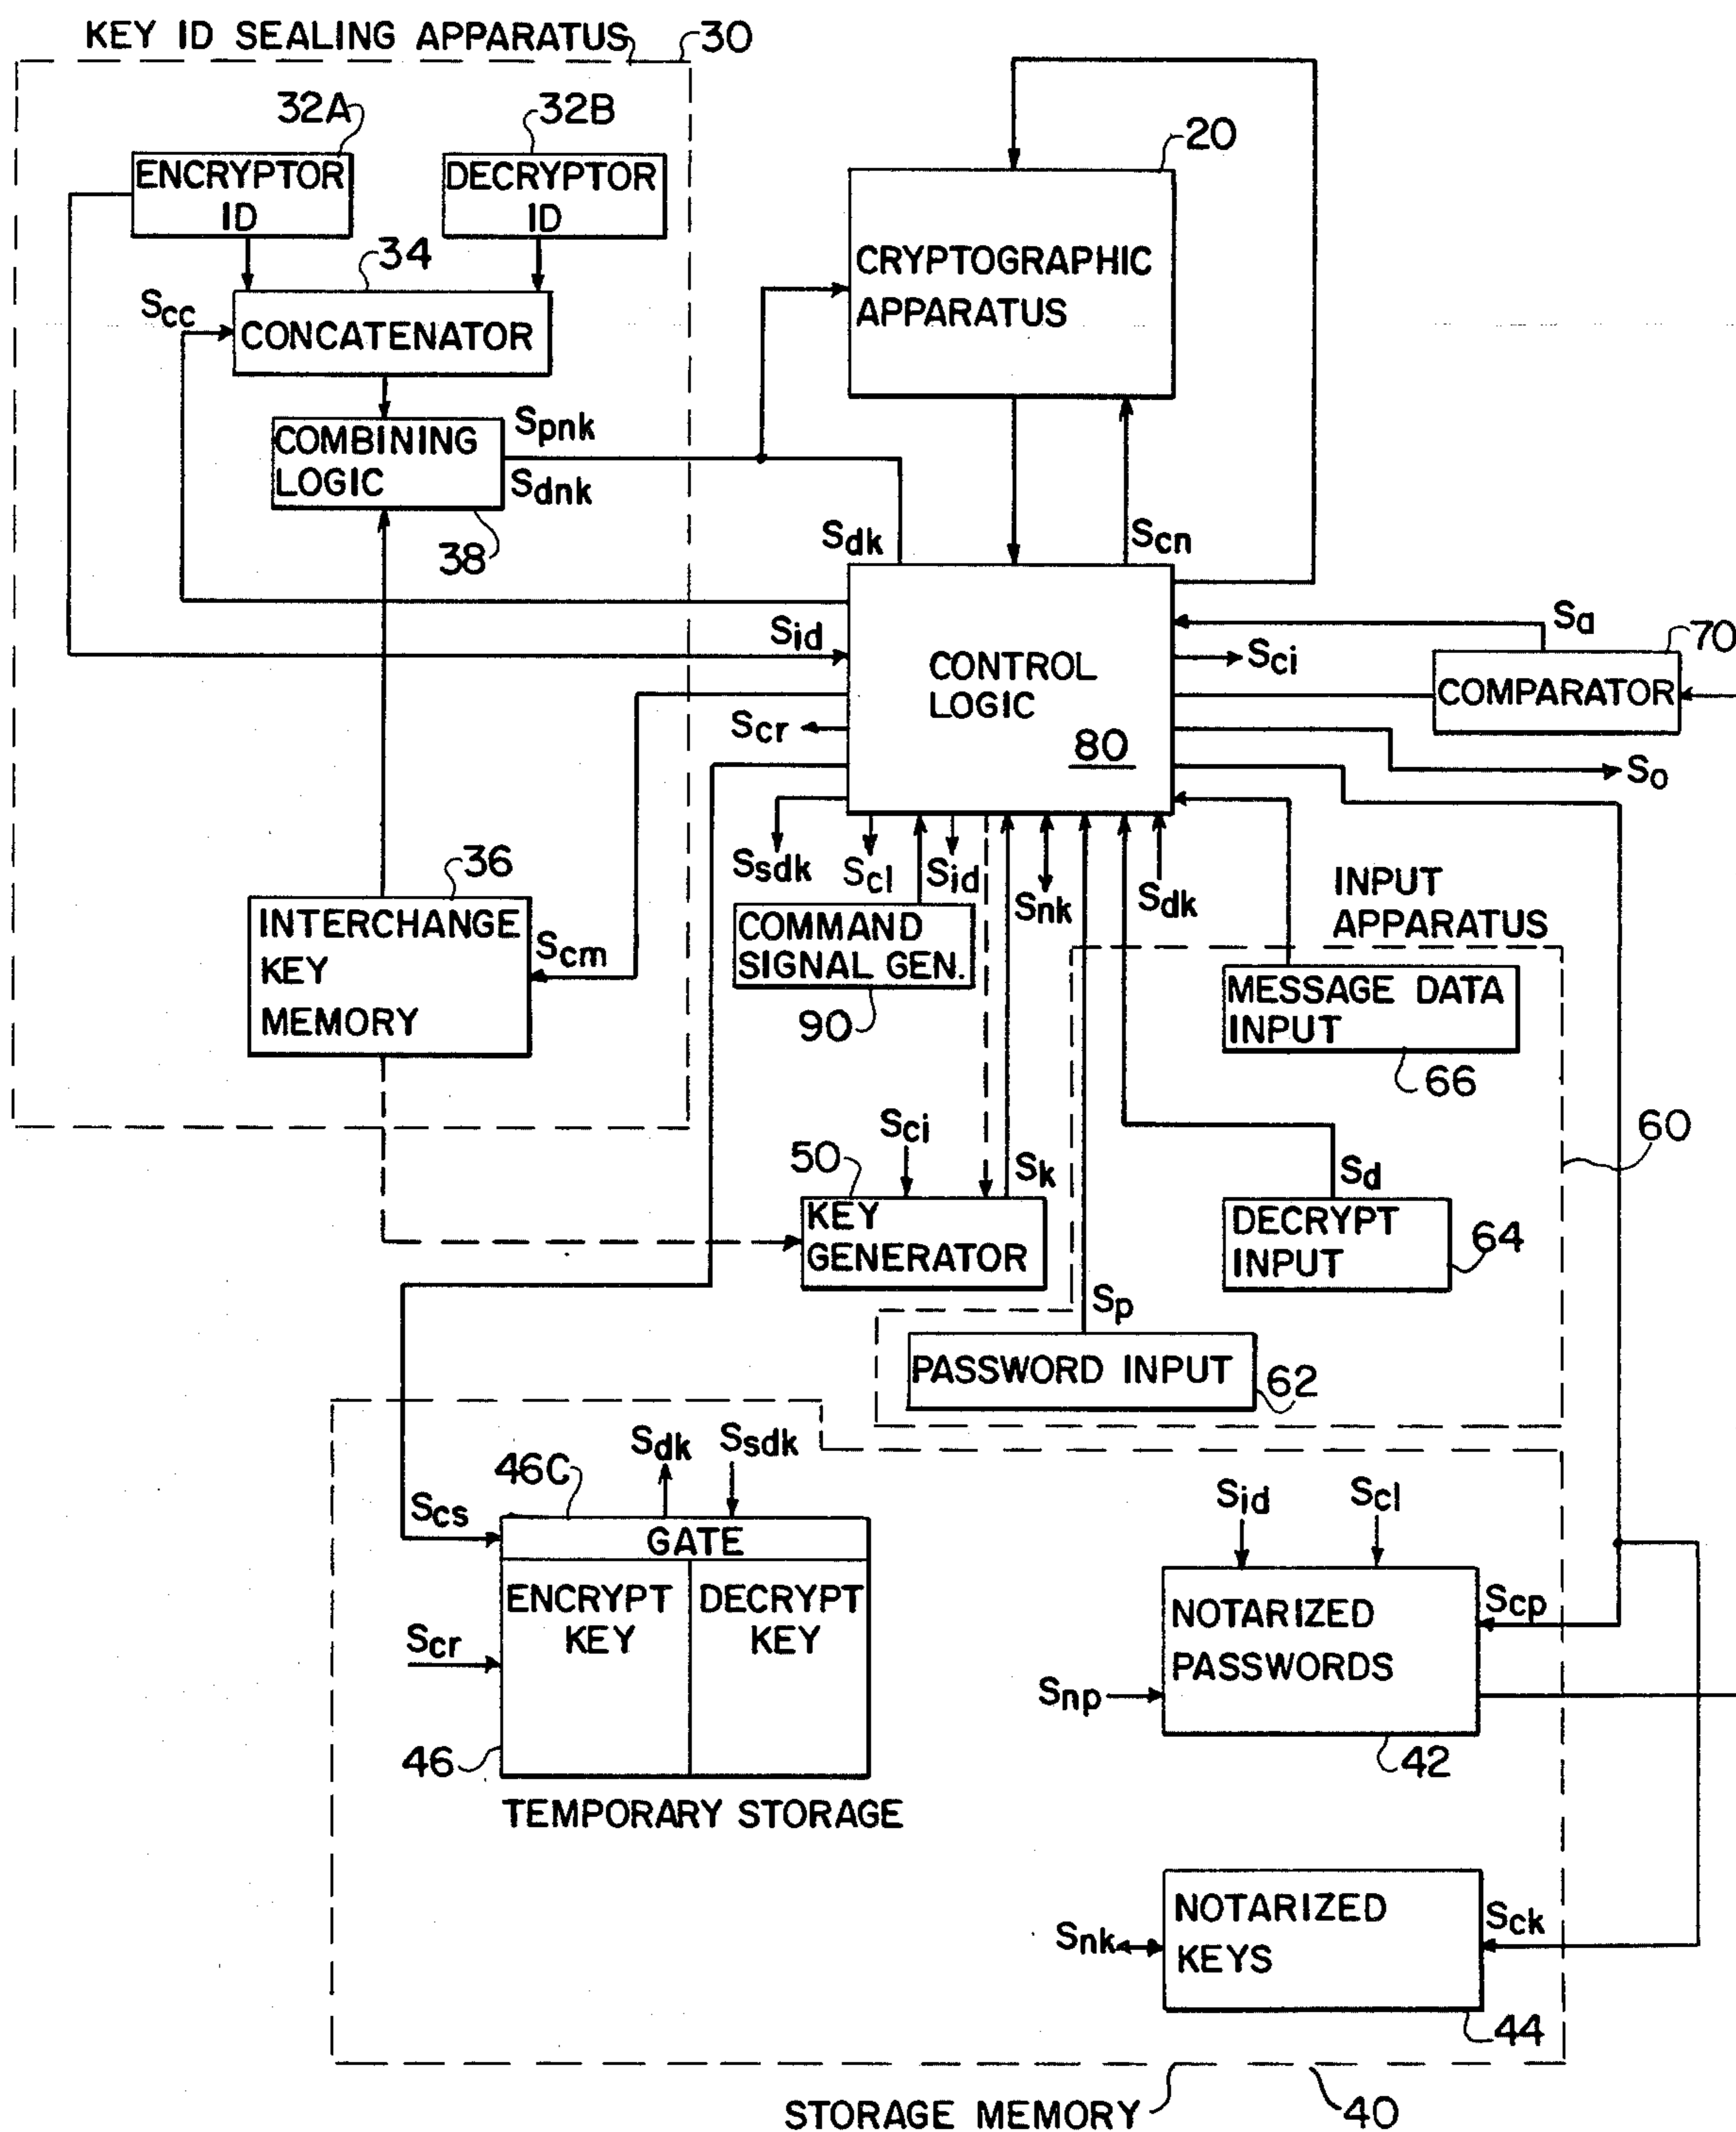 KEY ID SEALING APPARATUS
30
32A
32B
20
ENCRYPTOR
ID
DECRYPTOR
ID
34
Scc
CONCATENATOR
CRYPTOGRAPHIC
APPARATUS
COMBINING
LOGIC
Spnk
Sdnk
38
Sdk
Scn
Sid
Sa
70
CONTROL
LOGIC
80
Sci
COMPARATOR
Scr
So
Ssdk
Scl
Sid
Snk
Sdk
36
INTERCHANGE
KEY
MEMORY
Scm
COMMAND
SIGNAL GEN.
90
INPUT
APPARATUS
MESSAGE DATA
INPUT
66
60
Sci
50
Sk
Sd
KEY
GENERATOR
DECRYPT
INPUT
64
Sp
PASSWORD INPUT
62
Sdk
Ssdk
46C
Scs
GATE
ENCRYPT
KEY
DECRYPT
KEY
Scr
46
TEMPORARY STORAGE
Sid
Scl
Scp
NOTARIZED
PASSWORDS
Snp
42
NOTARIZED
KEYS
Sck
Snk
44
STORAGE MEMORY
40